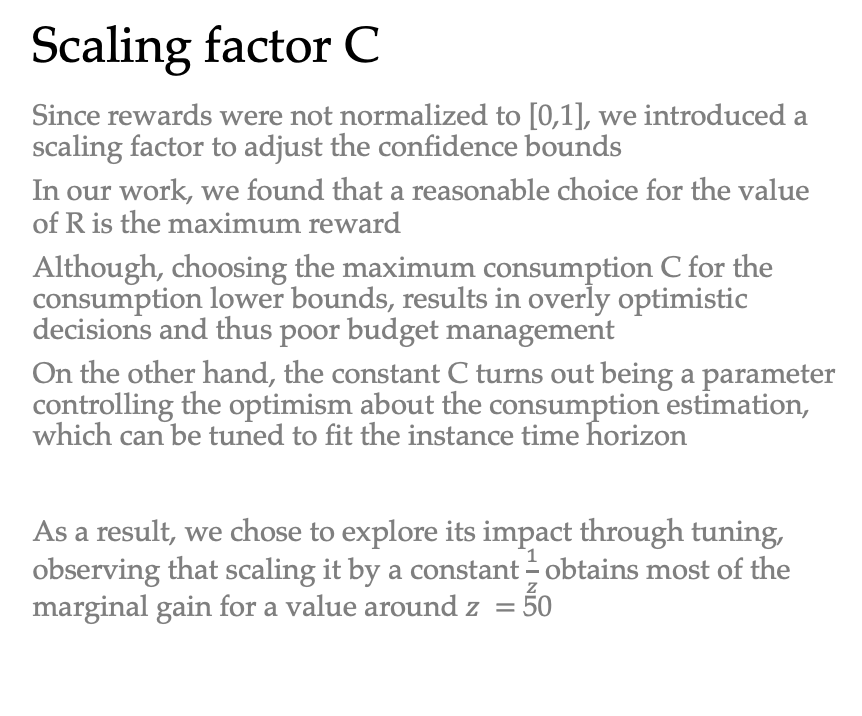 Scaling factor C
Since rewards were not normalized to [0,1], we introduced a
scaling factor to adjust the confidence bounds
In our work, we found that a reasonable choice for the value
of R is the maximum reward
Although, choosing the maximum consumption C for the
consumption lower bounds, results in overly optimistic
decisions and thus poor budget management
On the other hand, the constant C turns out being a parameter
controlling the optimism about the consumption estimation,
which can be tuned to fit the instance time horizon
As a result, we chose to explore its impact through tuning,
observing that scaling it by a constant 1/z obtains most of the
marginal gain for a value around z = 50